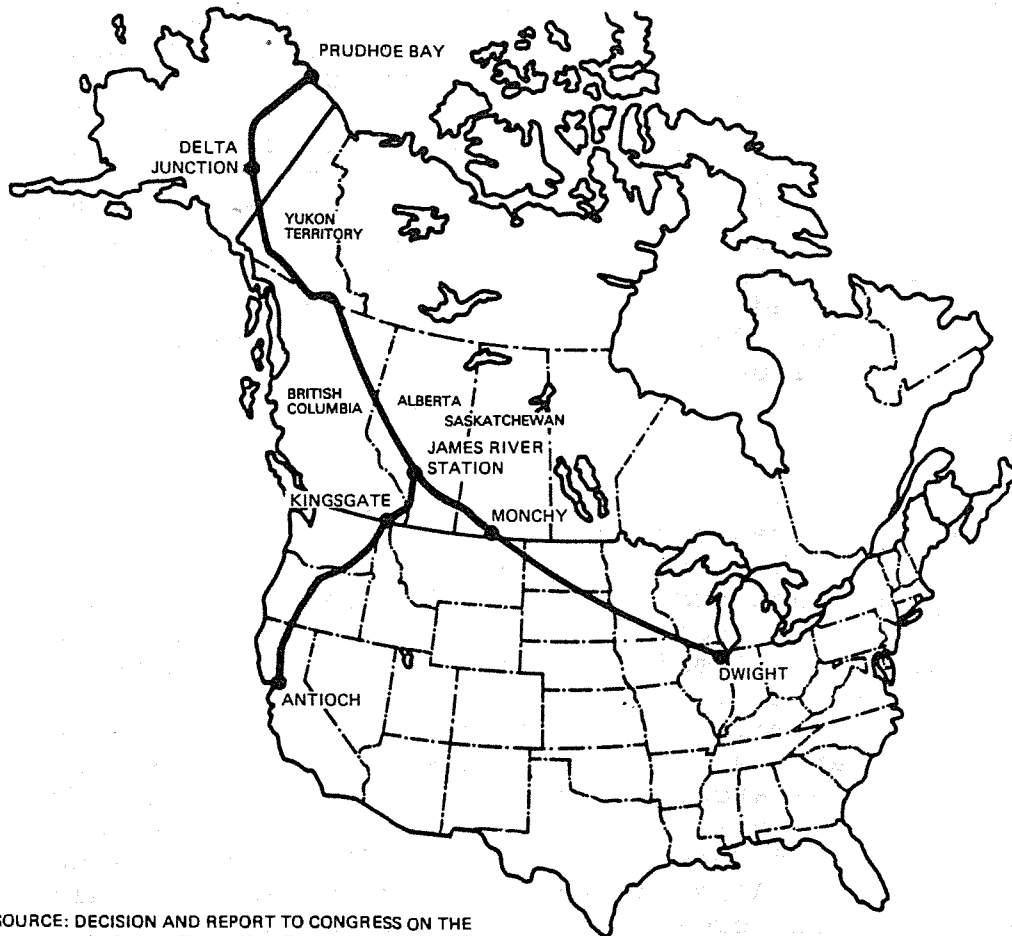 PRUDHOE BAY
DELTA
JUNCTION
YUKON
TERRITORY
BRITISH
COLUMBIA
ALBERTA
SASKATCHEWAN
JAMES RIVER
STATION
KINGSGATE
MONCHY
DWIGHT
ANTIOCH
SOURCE: DECISION AND REPORT TO CONGRESS ON THE